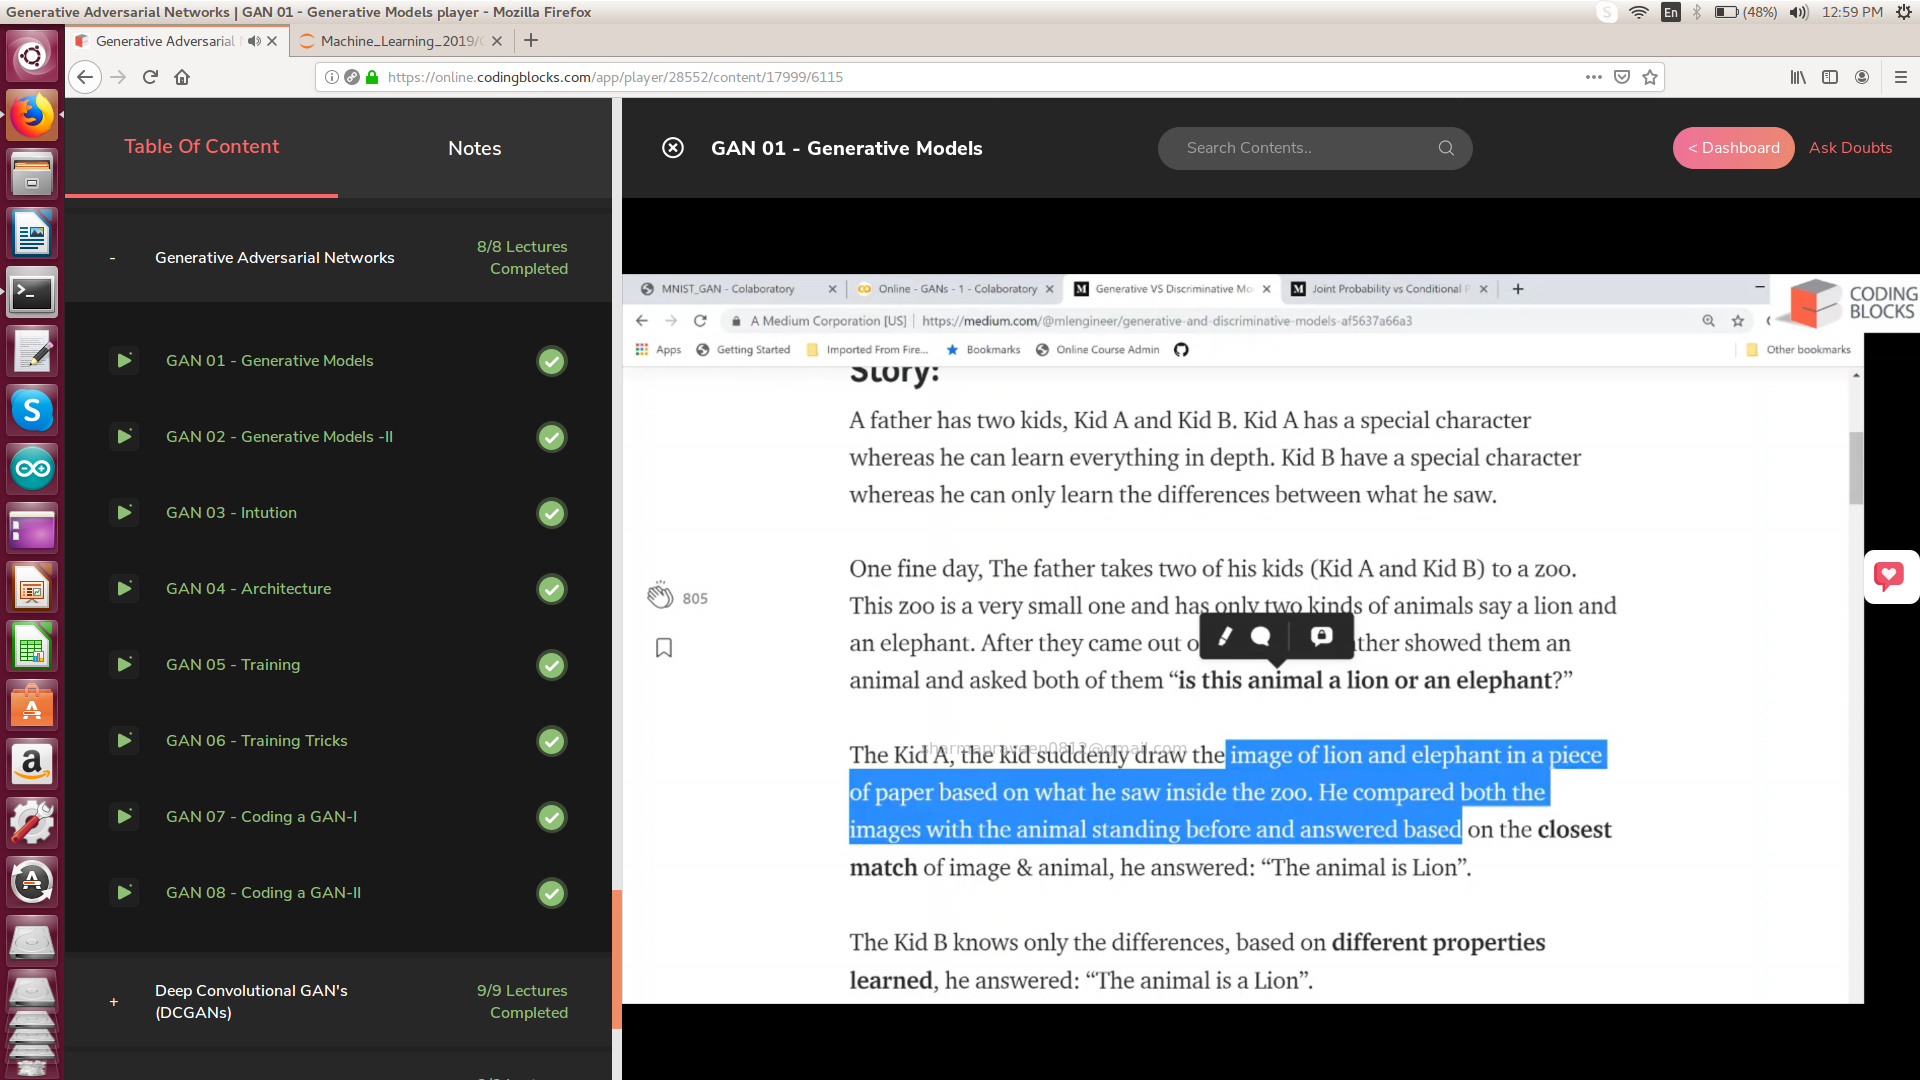 Generative Adversarial Networks | GAN 01 - Generative Models player - Mozilla Firefox
En
(48%)
12:59 PM
Generative Adversarial
Machine_Learning_2019/
https://online.codingblocks.com/app/player/28552/content/17999/6115
Table Of Content
Notes
GAN 01 - Generative Models
Search Contents..
< Dashboard
Ask Doubts
Generative Adversarial Networks
8/8 Lectures
Completed
GAN 01 - Generative Models
GAN 02 - Generative Models -II
GAN 03 - Intution
GAN 04 - Architecture
GAN 05 - Training
GAN 06 - Training Tricks
GAN 07 - Coding a GAN-I
GAN 08 - Coding a GAN-II
+
Deep Convolutional GAN's
(DCGANs)
9/9 Lectures
Completed
MNIST_GAN - Colaboratory
Online - GANs - 1 - Colaboratory
Generative VS Discriminative Mo
Joint Probability vs Conditional P
CODING
BLOCKS
A Medium Corporation [US] | https://medium.com/@mlengineer/generative-and-discriminative-models-af5637a66a3
Apps
Getting Started
Imported From Fire...
Bookmarks
Online Course Admin
Other bookmarks
Story:
A father has two kids, Kid A and Kid B. Kid A has a special character
whereas he can learn everything in depth. Kid B have a special character
whereas he can only learn the differences between what he saw.
One fine day, The father takes two of his kids (Kid A and Kid B) to a zoo.
This zoo is a very small one and has only two kinds of animals say a lion and
an elephant. After they came out o ther showed them an
animal and asked both of them “is this animal a lion or an elephant?”
805
sharmapraveen0812@gmail.com
The Kid A, the kid suddenly draw the image of lion and elephant in a piece
of paper based on what he saw inside the zoo. He compared both the
images with the animal standing before and answered based on the closest
match of image & animal, he answered: “The animal is Lion”.
The Kid B knows only the differences, based on different properties
learned, he answered: “The animal is a Lion”.